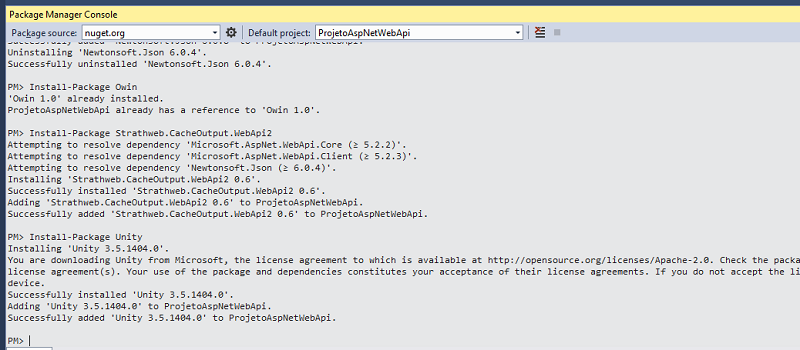 Package Manager Console
Package source: nuget.org Default project: ProjetoAspNetWebApi
Successfully added 'Newtonsoft.Json 6.0.8' to ProjetoAspNetWebApi.
Uninstalling 'Newtonsoft.Json 6.0.4'.
Successfully uninstalled 'Newtonsoft.Json 6.0.4'.
PM> Install-Package Owin
'Owin 1.0' already installed.
ProjetoAspNetWebApi already has a reference to 'Owin 1.0'.
PM> Install-Package Strathweb.CacheOutput.WebApi2
Attempting to resolve dependency 'Microsoft.AspNet.WebApi.Core (≥ 5.2.2)'.
Attempting to resolve dependency 'Microsoft.AspNet.WebApi.Client (≥ 5.2.3)'.
Attempting to resolve dependency 'Newtonsoft.Json (≥ 6.0.4)'.
Installing 'Strathweb.CacheOutput.WebApi2 0.6'.
Successfully installed 'Strathweb.CacheOutput.WebApi2 0.6'.
Adding 'Strathweb.CacheOutput.WebApi2 0.6' to ProjetoAspNetWebApi.
Successfully added 'Strathweb.CacheOutput.WebApi2 0.6' to ProjetoAspNetWebApi.
PM> Install-Package Unity
Installing 'Unity 3.5.1404.0'.
You are downloading Unity from Microsoft, the license agreement to which is available at http://opensource.org/licenses/Apache-2.0. Check the packa
license agreement(s). Your use of the package and dependencies constitutes your acceptance of their license agreements. If you do not accept the li
device.
Successfully installed 'Unity 3.5.1404.0'.
Adding 'Unity 3.5.1404.0' to ProjetoAspNetWebApi.
Successfully added 'Unity 3.5.1404.0' to ProjetoAspNetWebApi.
PM>